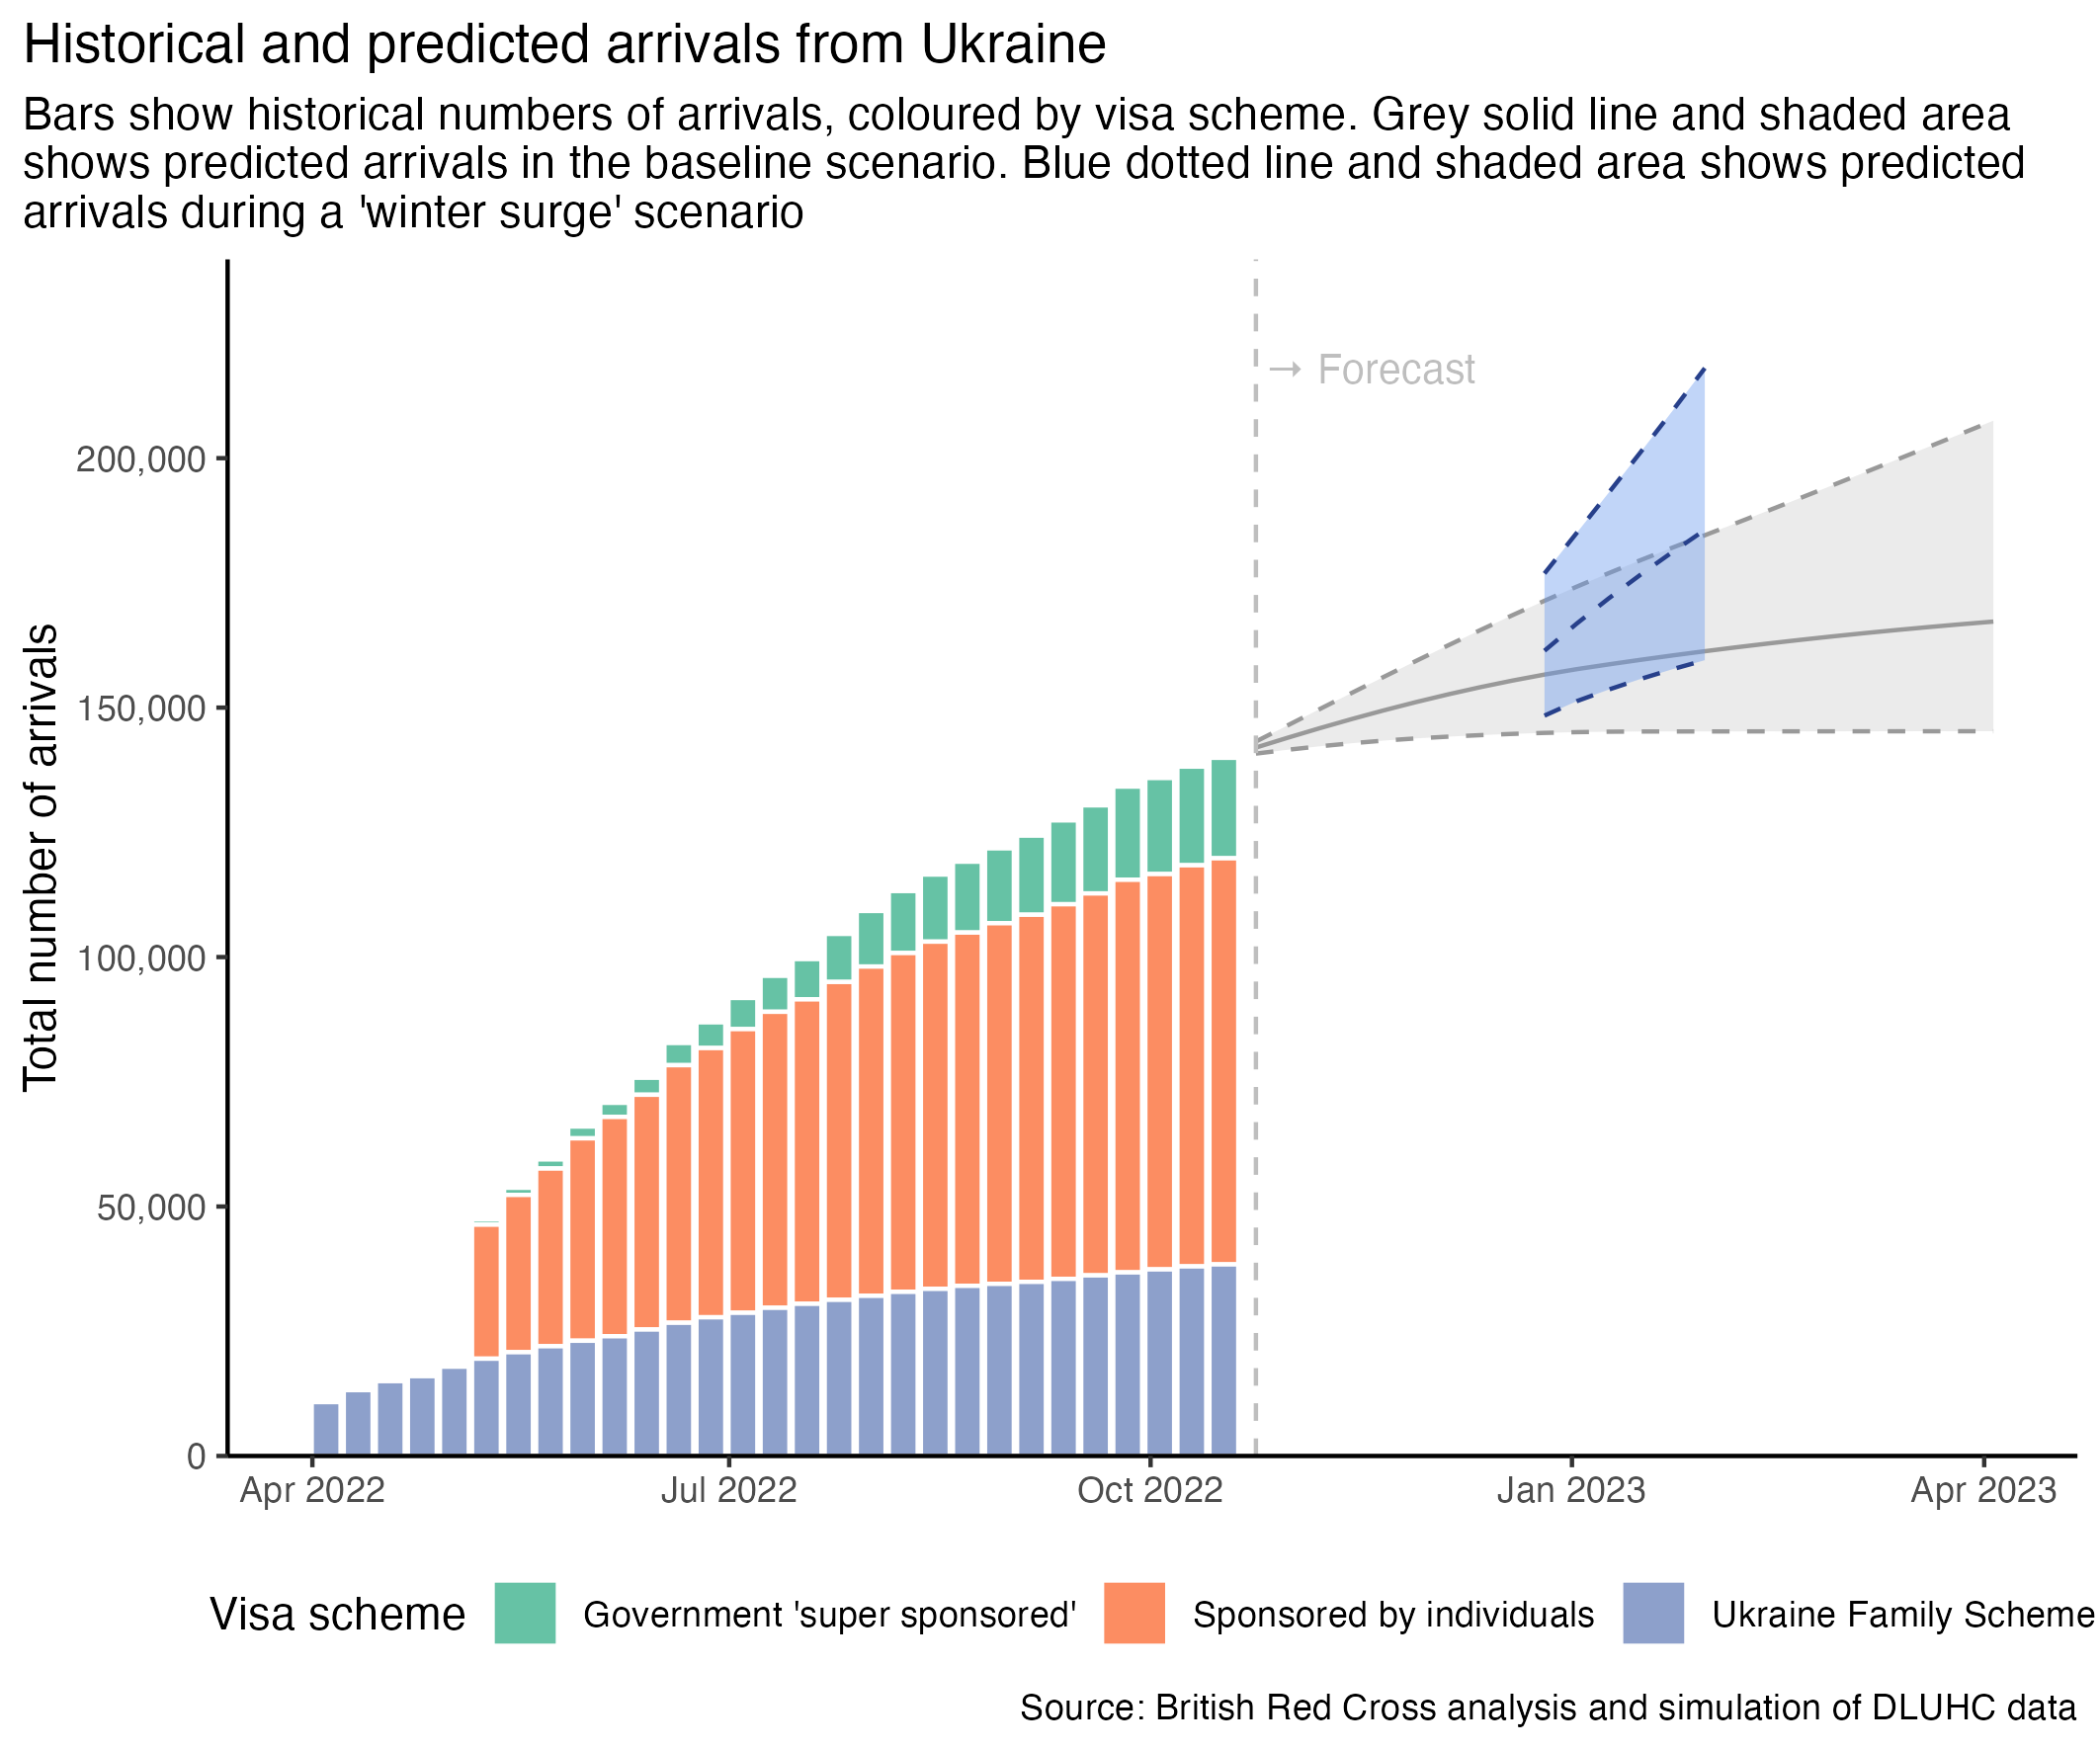 Historical and predicted arrivals from Ukraine
Bars show historical numbers of arrivals, coloured by visa scheme. Grey solid line and shaded area
shows predicted arrivals in the baseline scenario. Blue dotted line and shaded area shows predicted
arrivals during a 'winter surge' scenario
→ Forecast
Total number of arrivals
200,000
150,000
100,000
50,000
0
Apr 2022
Jul 2022
Oct 2022
Jan 2023
Apr 2023
Visa scheme
Government 'super sponsored'
Sponsored by individuals
Ukraine Family Scheme
Source: British Red Cross analysis and simulation of DLUHC data